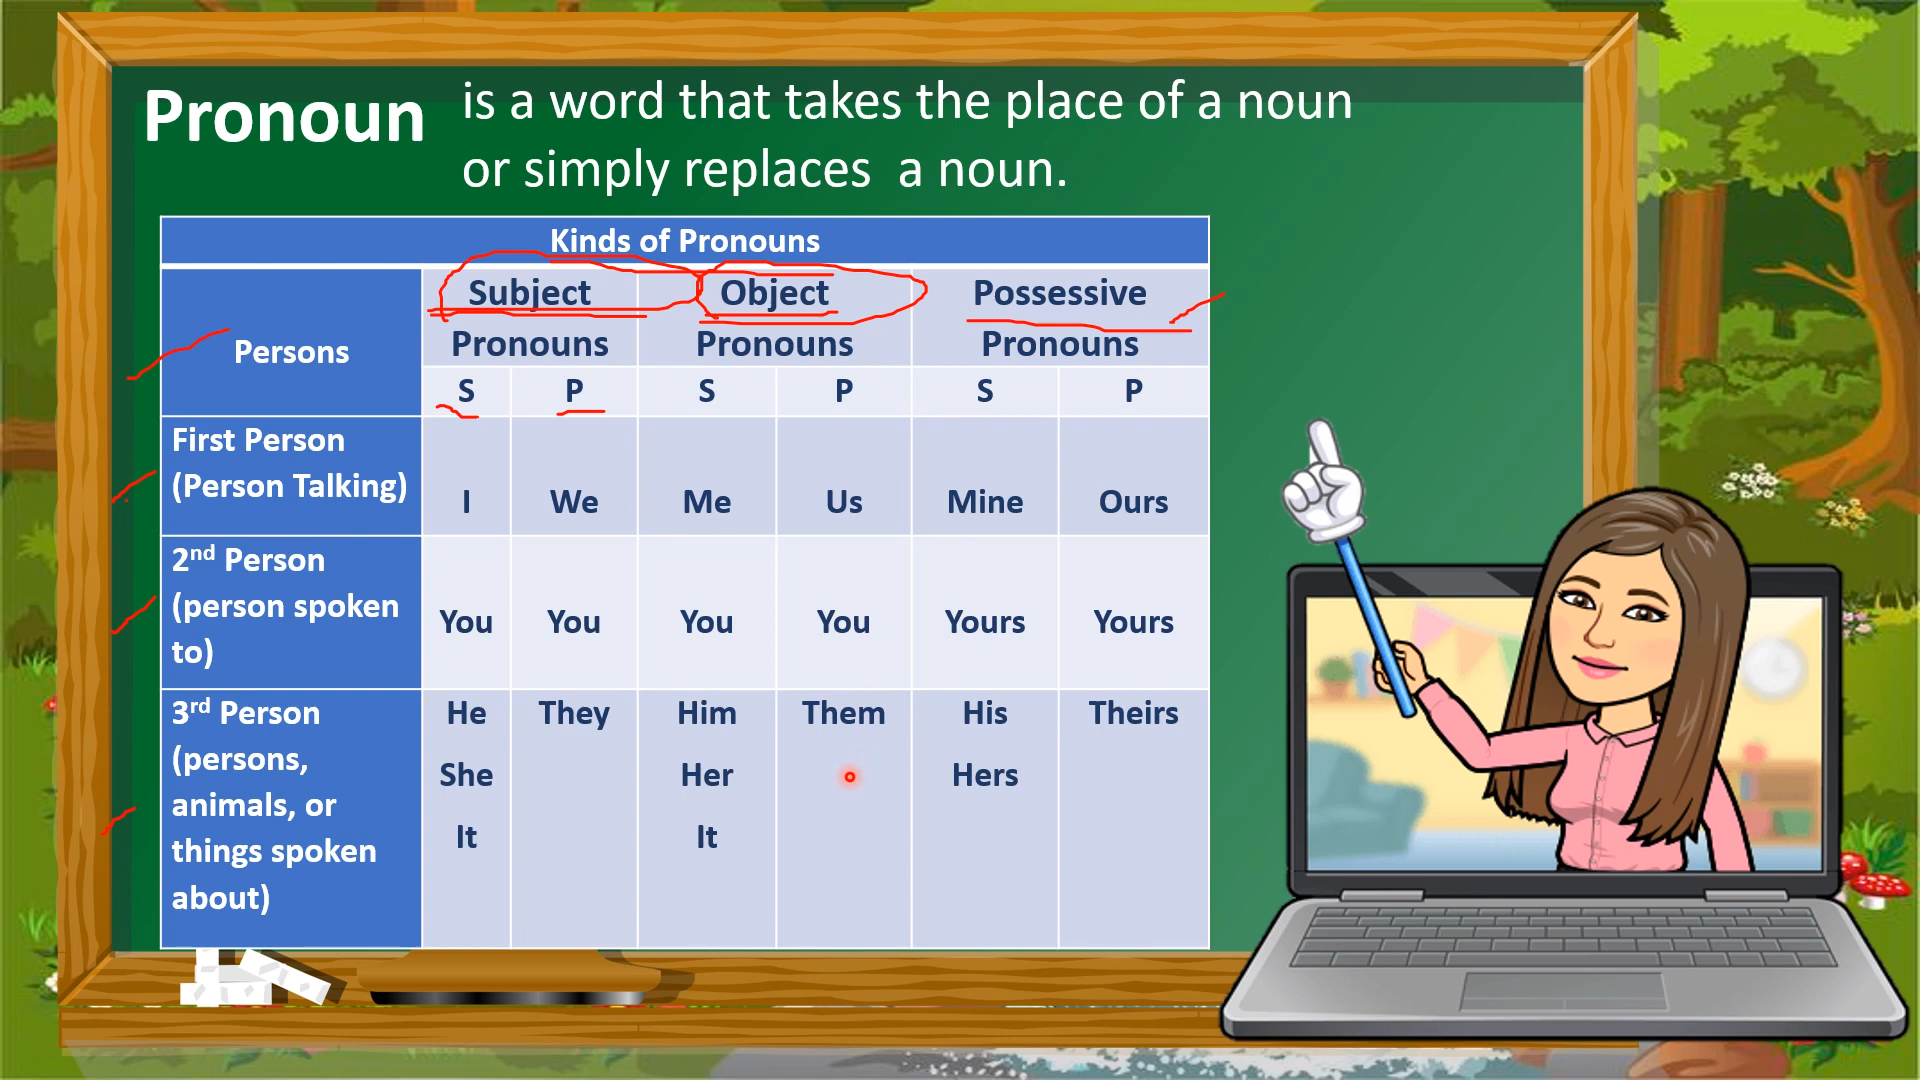 Pronoun is a word that takes the place of a noun
or simply replaces a noun.
Kinds of Pronouns
Persons
Subject Pronouns
Object Pronouns
Possessive Pronouns
S P S P S P
First Person
(Person Talking)
I We Me Us Mine Ours
2nd Person
(person spoken
to)
You You You You Yours Yours
3rd Person
(persons,
animals, or
things spoken
about)
He They Him Them His Theirs
She Her Hers
It It